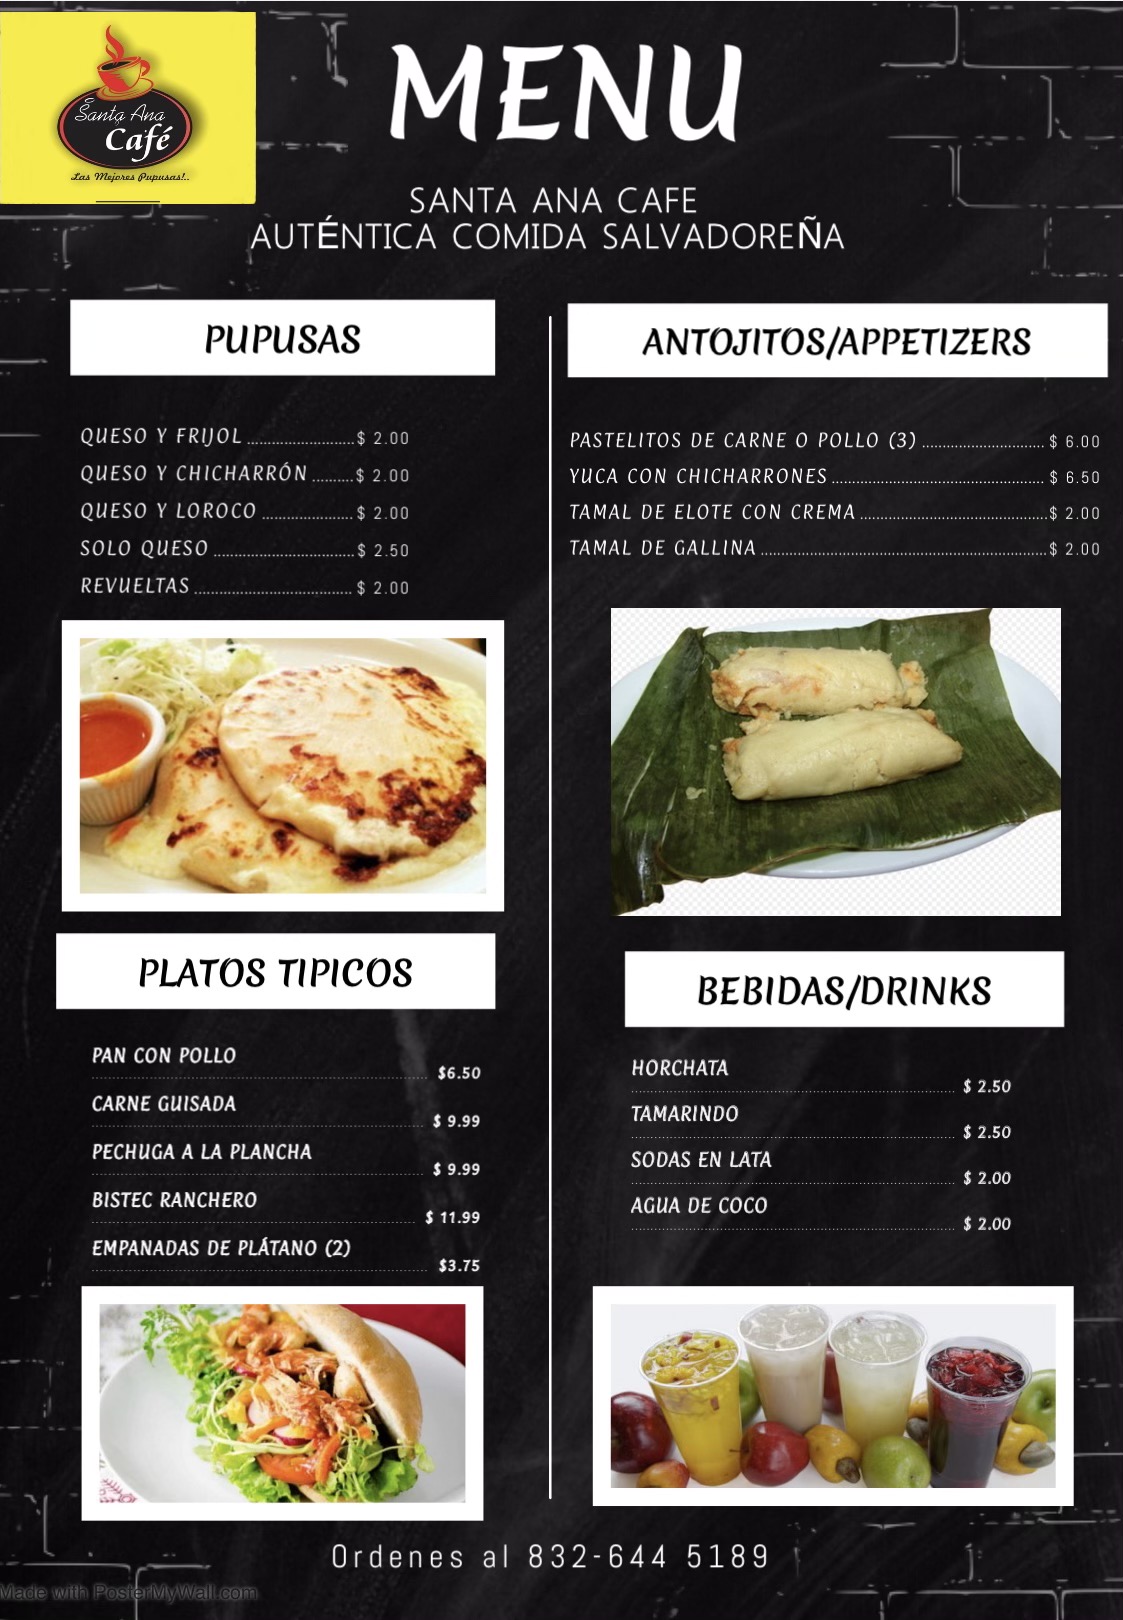 Santa Ana
Café
Las Mejores Pupusas!..
MENU
SANTA ANA CAFE
AUTÉNTICA COMIDA SALVADOREÑA
PUPUSAS
QUESO Y FRIJOL ..........................$ 2.00
QUESO Y CHICHARRÓN ..........$ 2.00
QUESO Y LOROCO ......................$ 2.00
SOLO QUESO ..................................$ 2.50
REVUELTAS ......................................$ 2.00
ANTOJITOS/APPETIZERS
PASTELITOS DE CARNE O POLLO (3) ..............................$ 6.00
YUCA CON CHICHARRONES ....................................................$ 6.50
TAMAL DE ELOTE CON CREMA ..............................................$ 2.00
TAMAL DE GALLINA ......................................................................$ 2.00
PLATOS TIPICOS
PAN CON POLLO
$6.50
CARNE GUISADA
$ 9.99
PECHUGA A LA PLANCHA
$ 9.99
BISTEC RANCHERO
$ 11.99
EMPANADAS DE PLÁTANO (2)
$3.75
BEBIDAS/DRINKS
HORCHATA
$ 2.50
TAMARINDO
$ 2.50
SODAS EN LATA
$ 2.00
AGUA DE COCO
$ 2.00
Ordenes al 832-644 5189
Made with PosterMyWall.com